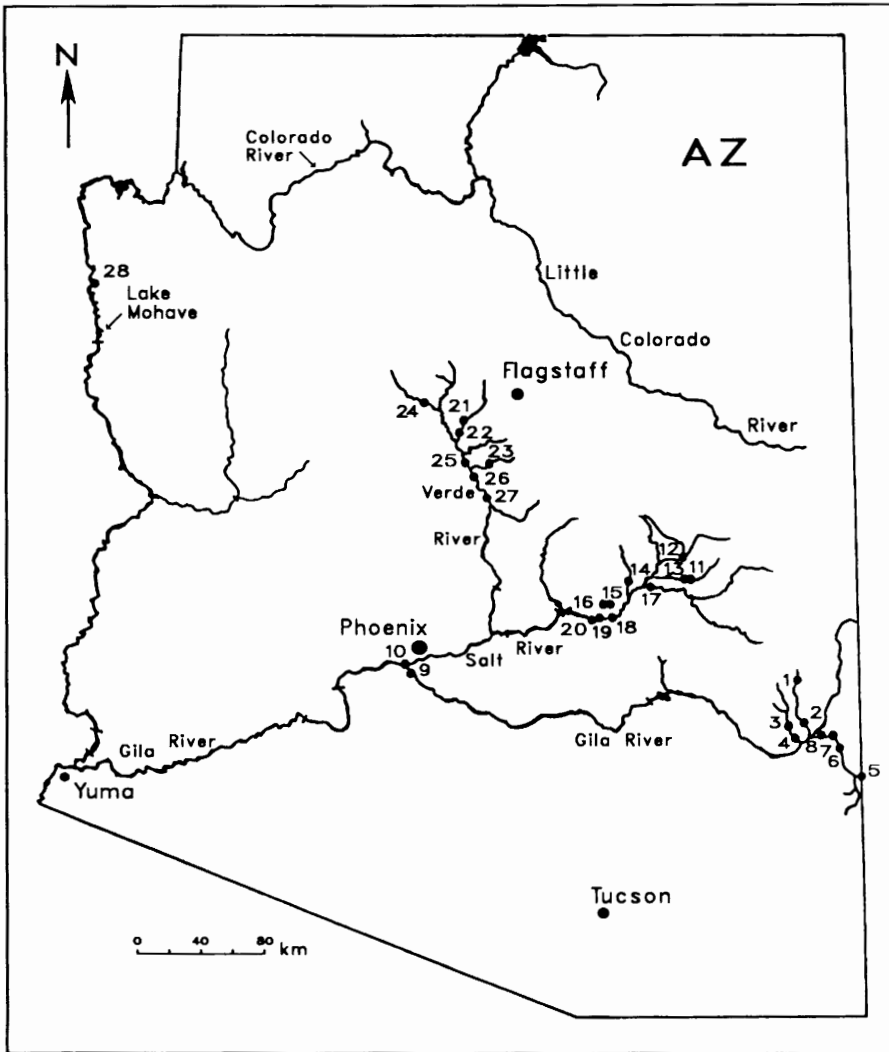 N
AZ
Colorado
River
28
Lake
Mohave
Little
Colorado
River
Flagstaff
24
21
22
23
25
26
Verde
27
River
12
13
11
14
17
16
15
20
19
18
Phoenix
10
9
Salt River
1
2
3
4
8
7
6
5
Gila River
Gila River
Yuma
Tucson
0 40 80 km